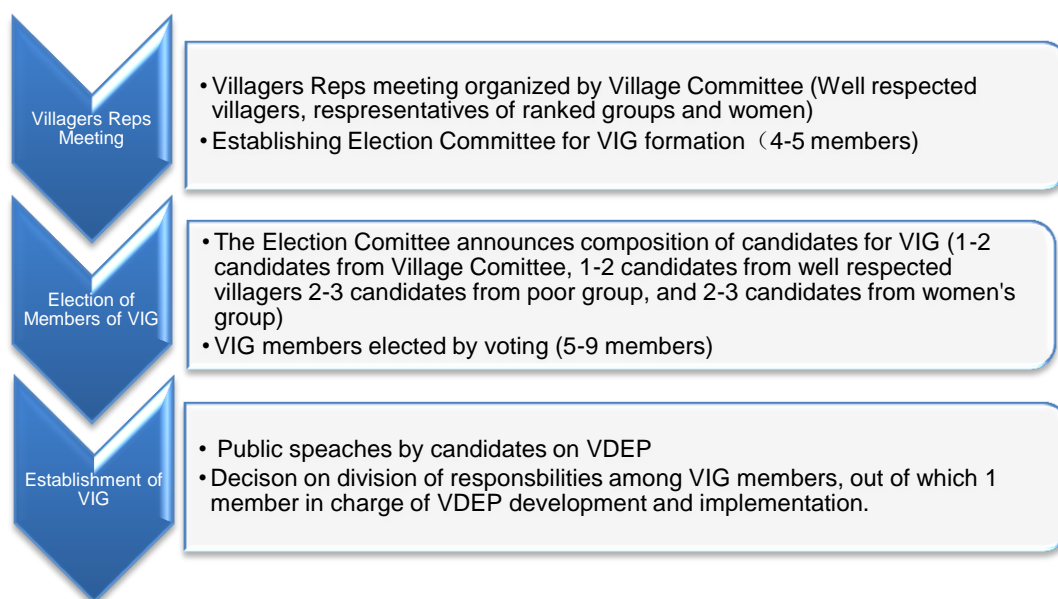 Villagers Reps
Meeting
• Villagers Reps meeting organized by Village Committee (Well respected
villagers, respresentatives of ranked groups and women)
• Establishing Election Committee for VIG formation（4-5 members)
Election of
Members of VIG
• The Election Comittee announces composition of candidates for VIG (1-2
candidates from Village Comittee, 1-2 candidates from well respected
villagers 2-3 candidates from poor group, and 2-3 candidates from women's
group)
• VIG members elected by voting (5-9 members)
Establishment of
VIG
• Public speaches by candidates on VDEP
• Decison on division of responsbilities among VIG members, out of which 1
member in charge of VDEP development and implementation.